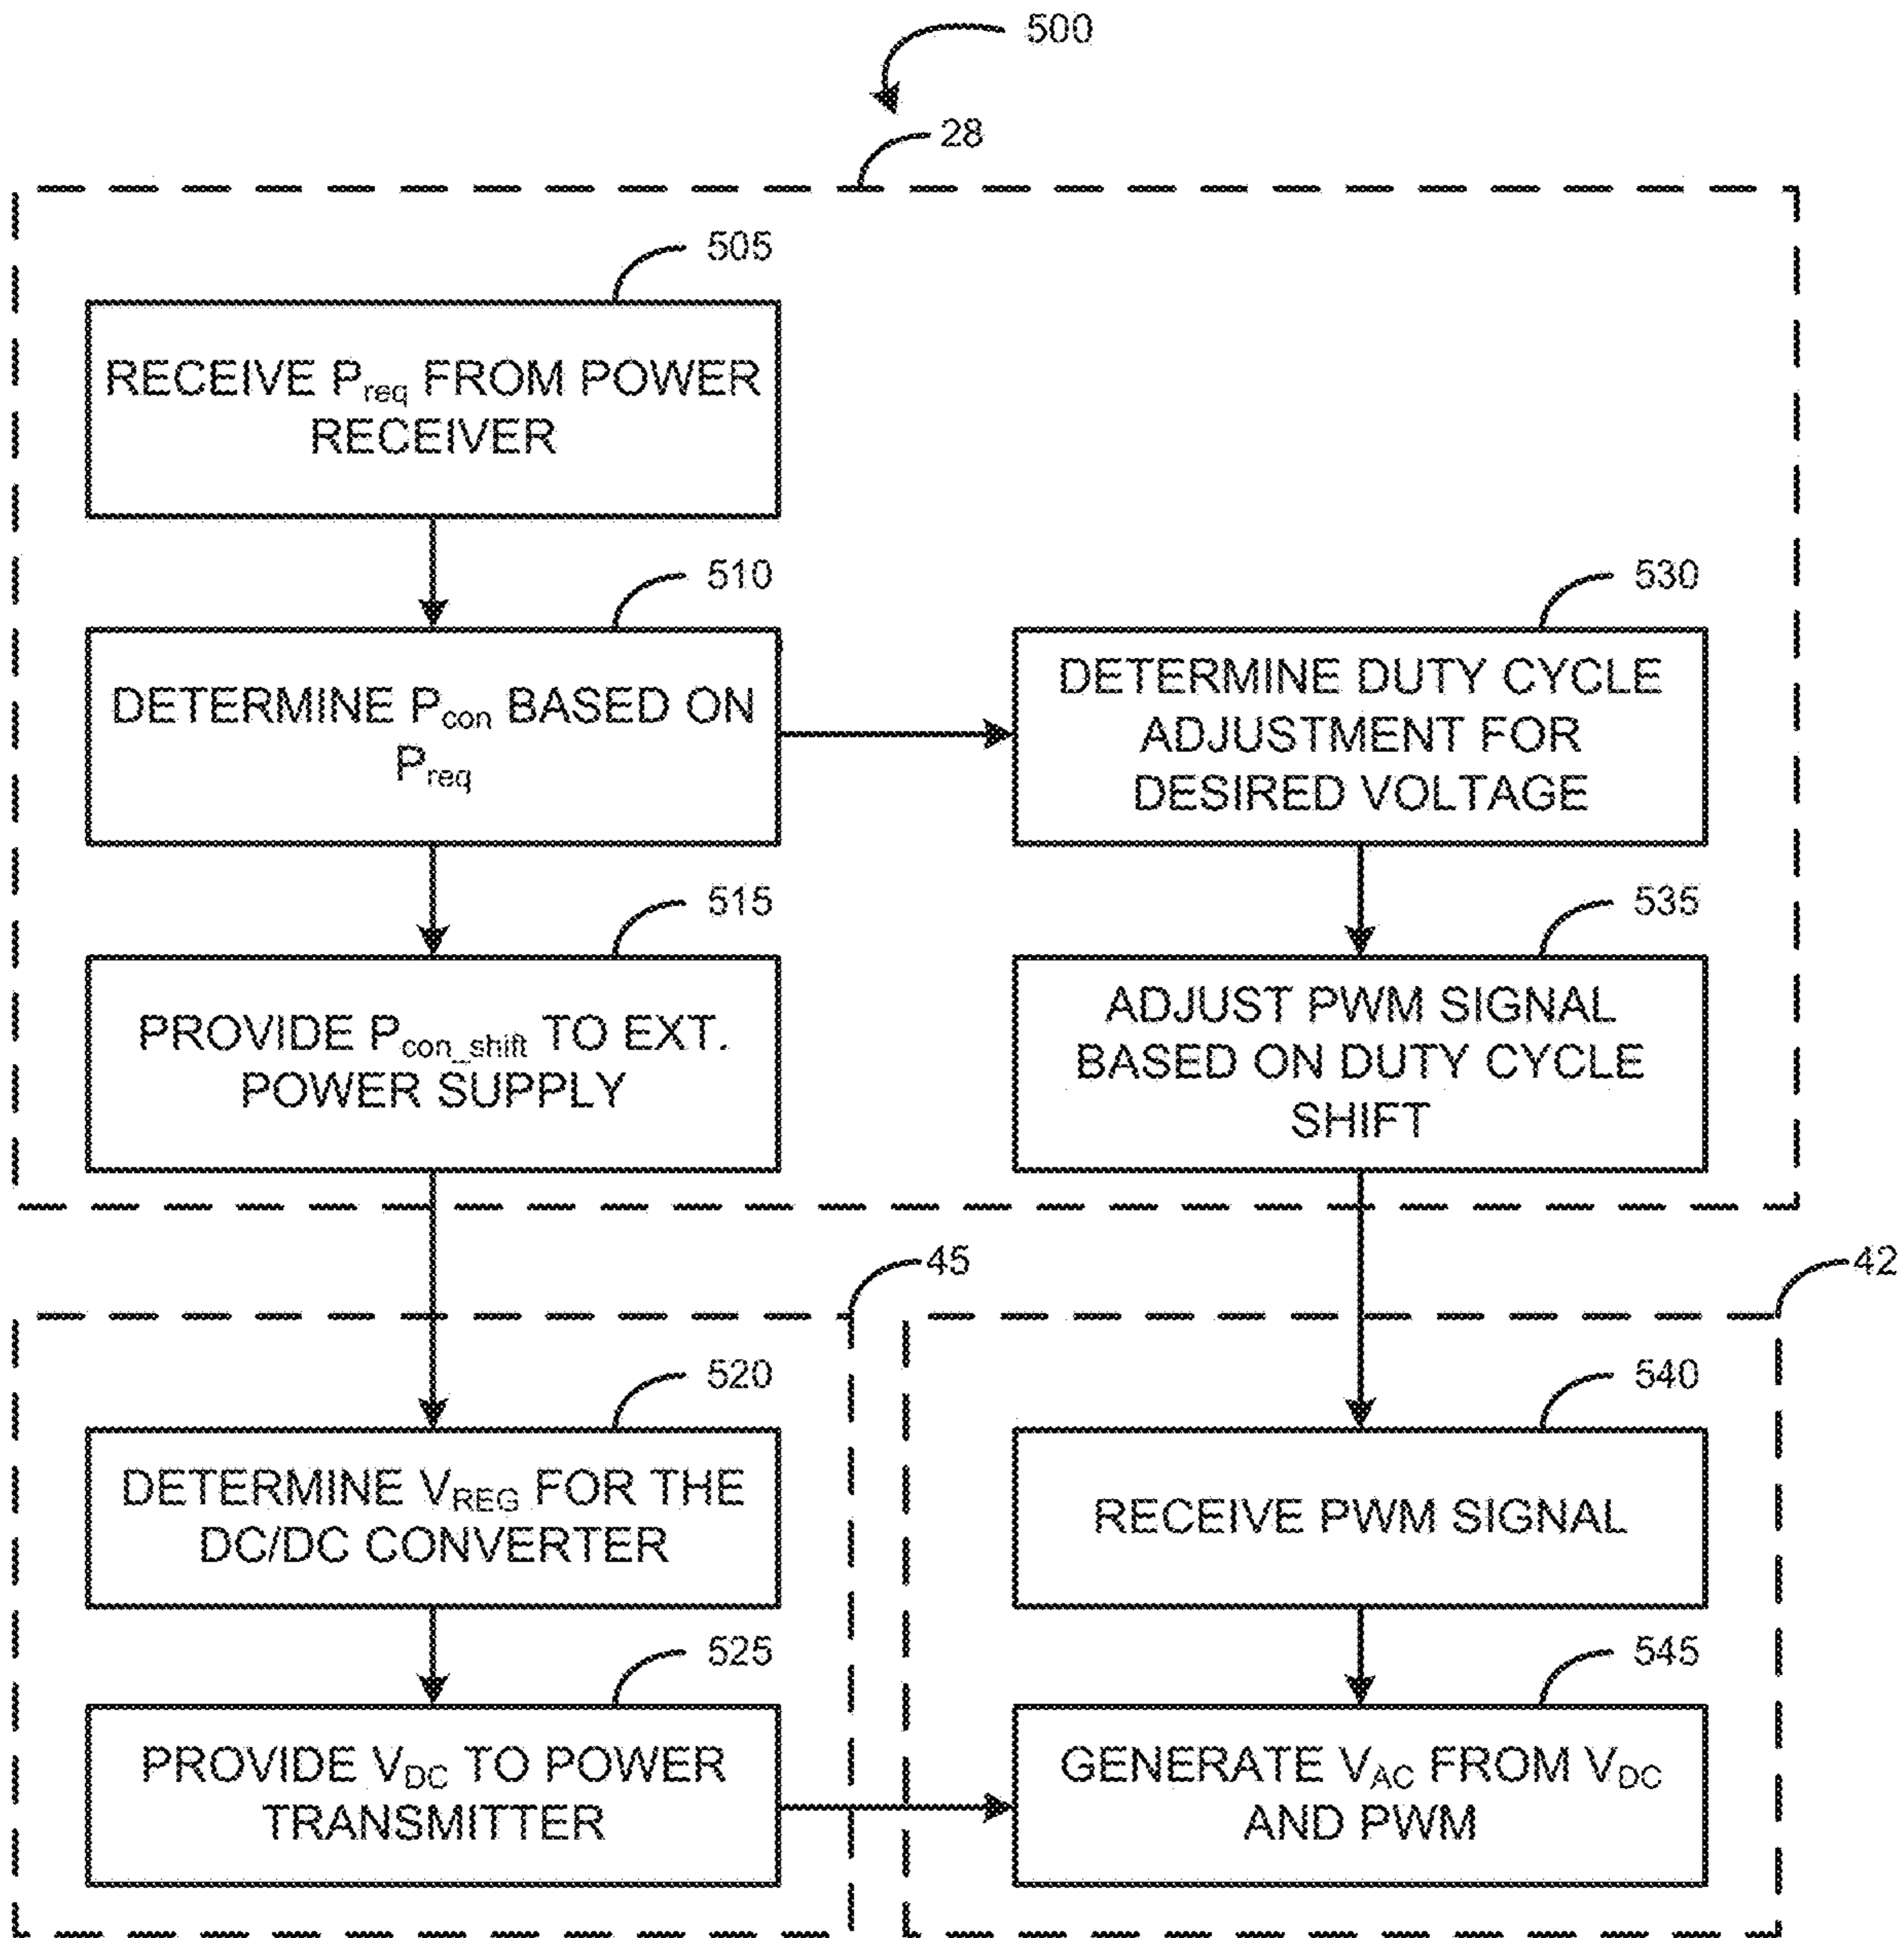 500
28
505
RECEIVE Preq FROM POWER
RECEIVER
510
DETERMINE Pcon BASED ON
Preq
530
DETERMINE DUTY CYCLE
ADJUSTMENT FOR
DESIRED VOLTAGE
515
PROVIDE Pcon_shift TO EXT.
POWER SUPPLY
535
ADJUST PWM SIGNAL
BASED ON DUTY CYCLE
SHIFT
45
42
520
DETERMINE VREG FOR THE
DC/DC CONVERTER
540
RECEIVE PWM SIGNAL
525
PROVIDE VDC TO POWER
TRANSMITTER
545
GENERATE VAC FROM VDC
AND PWM